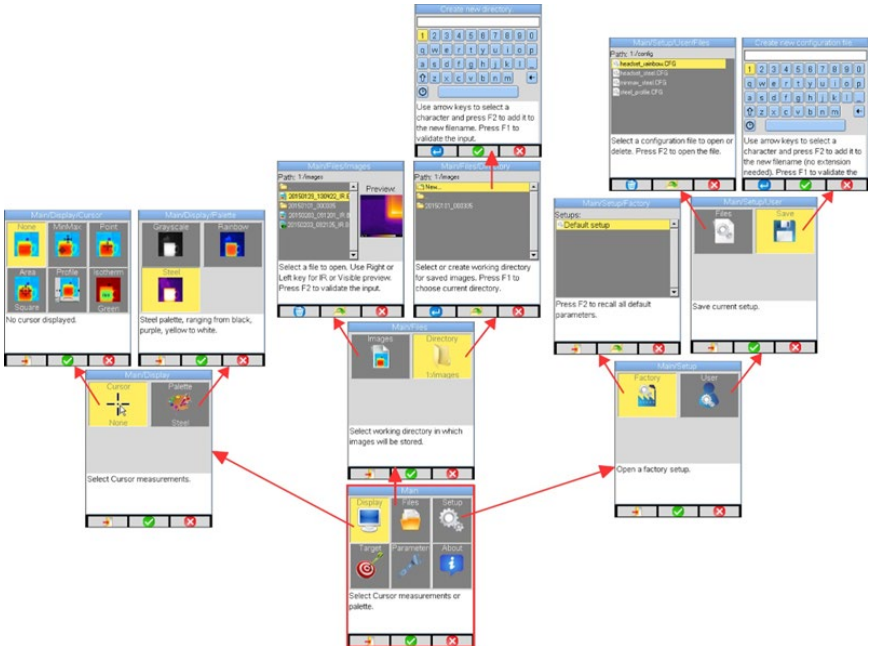 Create new directory.
1 2 3 4 5 6 7 8 9 0
q w e r t y u i o p
a s d f g h j k l _
z x c v b n m
Use arrow keys to select a
character and press F2 to add it to
the new filename. Press F1 to
validate the input.
Main/Setup/User/Files
Path: 1:/config
headset_rainbow.CFG
headset_steel.CFG
minmax_steel.CFG
steel_profile.CFG
Select a configuration file to open or
delete. Press F2 to open the file.
Create new configuration file.
1 2 3 4 5 6 7 8 9 0
q w e r t y u i o p
a s d f g h j k l _
z x c v b n m
Use arrow keys to select a
character and press F2 to add it to
the new filename (no extension
needed). Press F1 to validate the
Main/Files/Images
Path: 1:/images
Preview
Select a file to open. Use Right or
Left key for IR or Visible preview.
Press F2 to validate the input.
Main/Files/Directory
Path: 1:/images
New...
Select or create working directory
for saved images. Press F1 to
choose current directory.
Main/Display/Cursor
None MinMax Point
Area Profile Isotherm
Square Green
No cursor displayed.
Main/Display/Palette
Grayscale Rainbow
Steel
Steel palette, ranging from black,
purple, yellow to white.
Main/Setup/Factory
Setups:
Default setup
Press F2 to recall all default
parameters.
Main/Setup/User
Files Save
Save current setup.
Main/Files
Images Directory
1:/images
Select working directory in which
images will be stored.
Main/Display
Cursor Palette
None Steel
Select Cursor measurements.
Main/Setup
Factory User
Open a factory setup.
Main
Display Files Setup
Target Parameter About
Select Cursor measurements or
palette.